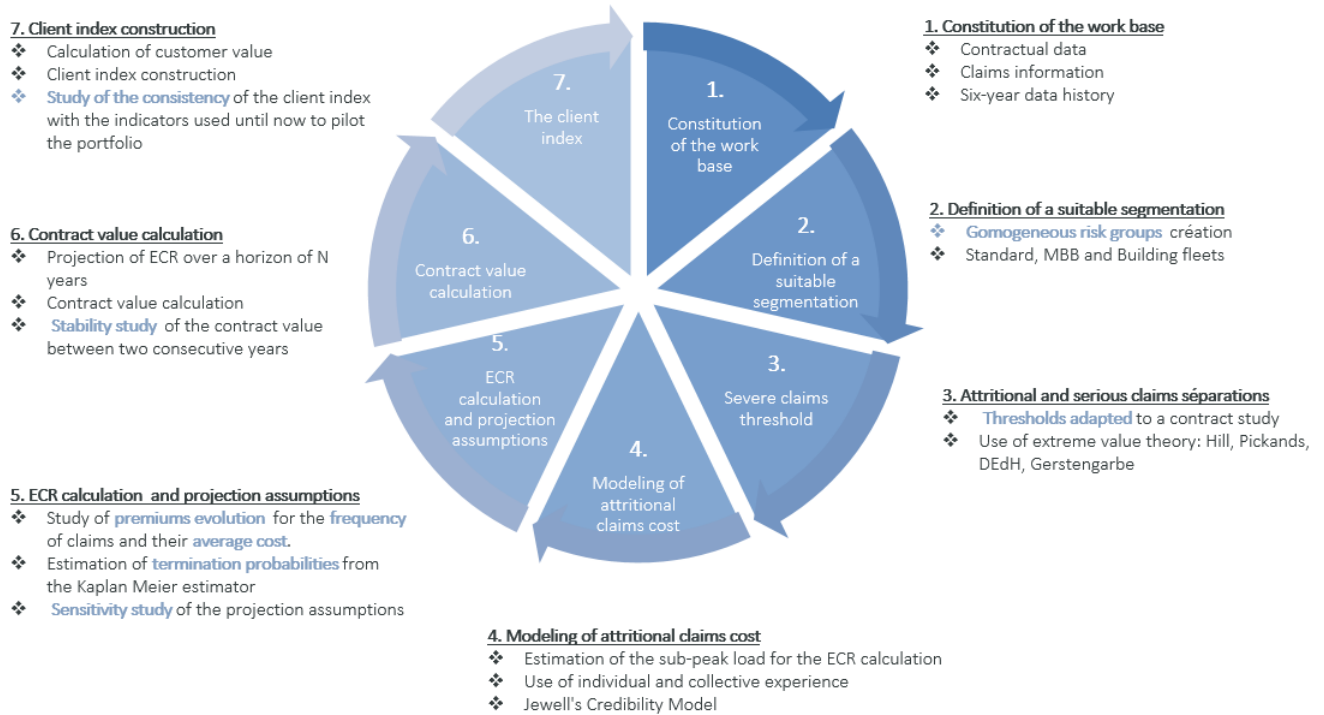 7. Client index construction
❖ Calculation of customer value
❖ Client index construction
❖ Study of the consistency of the client index
with the indicators used until now to pilot
the portfolio
6. Contract value calculation
❖ Projection of ECR over a horizon of N
years
❖ Contract value calculation
❖ Stability study of the contract value
between two consecutive years
5. ECR calculation and projection assumptions
❖ Study of premiums evolution for the frequency
of claims and their average cost.
❖ Estimation of termination probabilities from
the Kaplan Meier estimator
❖ Sensitivity study of the projection assumptions
7.
The client
index
1.
Constitution
of the work
base
6.
Contract value
calculation
2.
Definition of a
suitable
segmentation
5.
ECR
calculation
and projection
assumptions
3.
Severe claims
threshold
4.
Modeling of
attritional
claims cost
1. Constitution of the work base
❖ Contractual data
❖ Claims information
❖ Six-year data history
2. Definition of a suitable segmentation
❖ Gomogeneous risk groups création
❖ Standard, MBB and Building fleets
3. Attritional and serious claims séparations
❖ Thresholds adapted to a contract study
❖ Use of extreme value theory: Hill, Pickands,
DEdH, Gerstengarbe
4. Modeling of attritional claims cost
❖ Estimation of the sub-peak load for the ECR calculation
❖ Use of individual and collective experience
❖ Jewell's Credibility Model